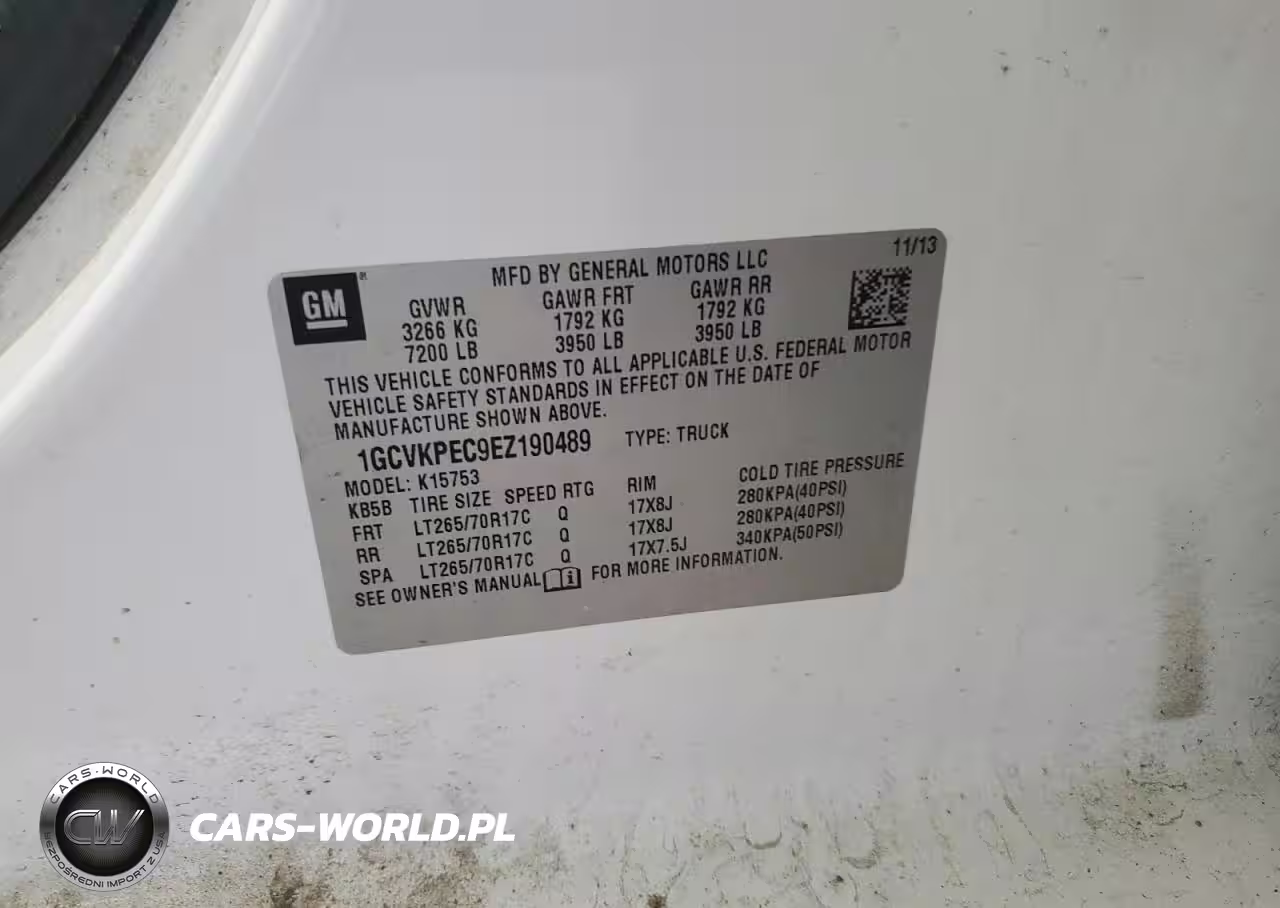 GM®
MFD BY GENERAL MOTORS LLC
11/13
GVWR GAWR FRT GAWR RR
3266 KG 1792 KG 1792 KG
7200 LB 3950 LB 3950 LB
THIS VEHICLE CONFORMS TO ALL APPLICABLE U.S. FEDERAL MOTOR
VEHICLE SAFETY STANDARDS IN EFFECT ON THE DATE OF
MANUFACTURE SHOWN ABOVE.
1GCVKPEC9EZ190489 TYPE: TRUCK
MODEL: K15753
KB5B TIRE SIZE SPEED RTG RIM COLD TIRE PRESSURE
FRT LT265/70R17C Q 17X8J 280KPA(40PSI)
RR LT265/70R17C Q 17X8J 280KPA(40PSI)
SPA LT265/70R17C Q 17X7.5J 340KPA(50PSI)
SEE OWNER'S MANUAL FOR MORE INFORMATION.
CARS-WORLD
CW
BEZPOŚREDNI IMPORT Z USA
CARS-WORLD.PL